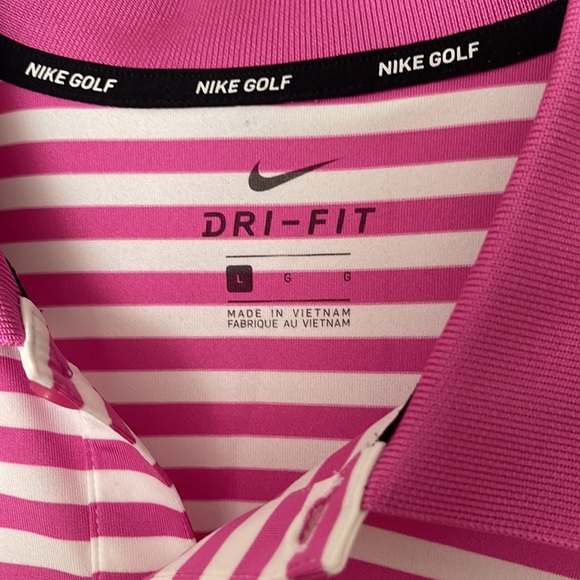 NIKE GOLF NIKE GOLF NIKE GOLF
DRI-FIT
L G G
MADE IN VIETNAM
FABRIQUE AU VIETNAM